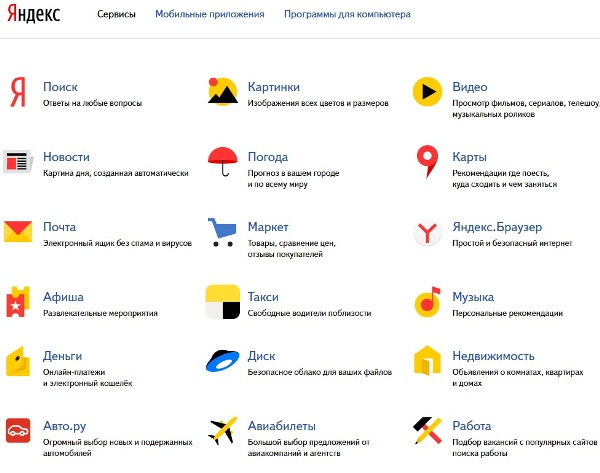 Яндекс Сервисы Мобильные приложения Программы для компьютера
Я Поиск
Ответы на любые вопросы
Картинки
Изображения всех цветов и размеров
Видео
Просмотр фильмов, сериалов, телешоу,
музыкальных роликов
Новости
Картина дня, созданная автоматически
Погода
Прогноз в вашем городе
и по всему миру
Карты
Рекомендации где поесть,
куда сходить и чем заняться
Почта
Электронный ящик без спама и вирусов
Маркет
Товары, сравнение цен,
отзывы покупателей
Яндекс.Браузер
Простой и безопасный интернет
Афиша
Развлекательные мероприятия
Такси
Свободные водители поблизости
Музыка
Персональные рекомендации
Деньги
Онлайн-платежи
и электронный кошелёк
Диск
Безопасное облако для ваших файлов
Недвижимость
Объявления о комнатах, квартирах
и домах
Авто.ру
Огромный выбор новых и подержанных
автомобилей
Авиабилеты
Большой выбор предложений от
авиакомпаний и агентств
Работа
Подбор вакансий с популярных сайтов
поиска работы